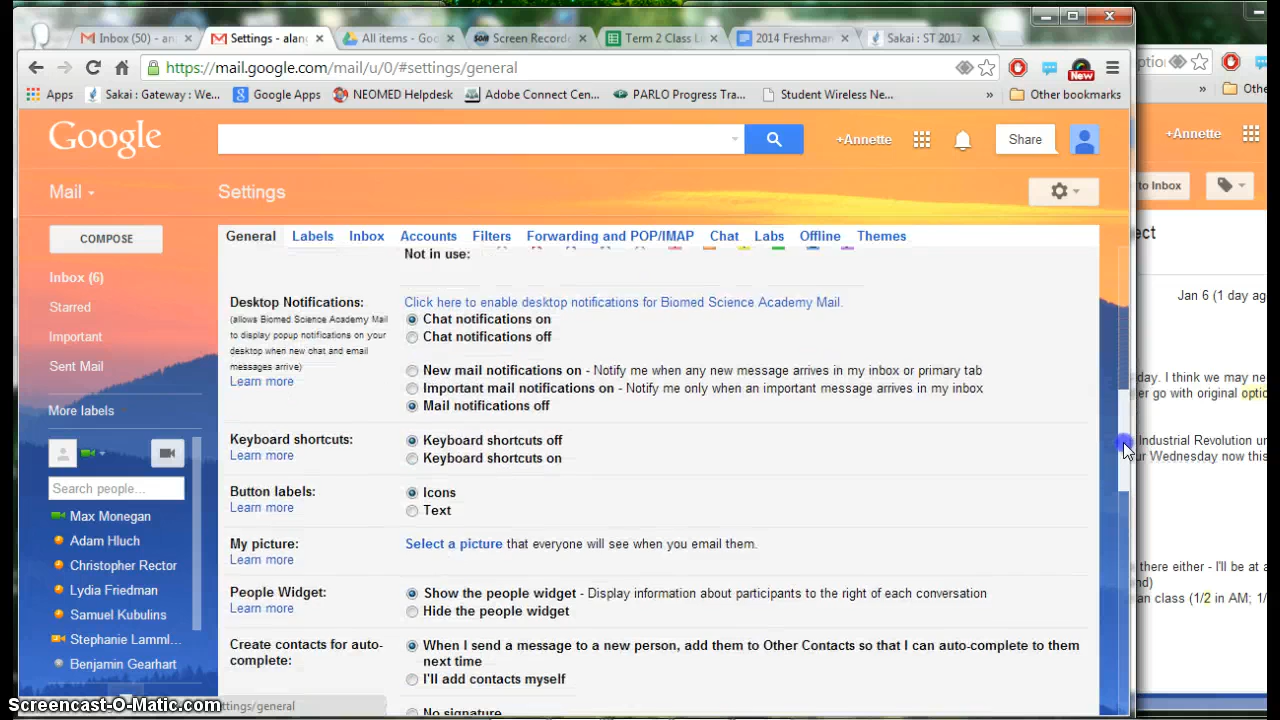 Inbox (50) - an
Settings - alang
All items - Goo
Screen Record
Term 2 Class L
2014 Freshman
Sakai : ST 2017
https://mail.google.com/mail/u/0/#settings/general
New
Apps
Sakai : Gateway : We...
Google Apps
NEOMED Helpdesk
Adobe Connect Cen...
PARLO Progress Tra...
Student Wireless Ne...
»
Other bookmarks
»
Google
+Annette
Share
+Annette
Mail
Settings
to Inbox
COMPOSE
General
Labels
Inbox
Accounts
Filters
Forwarding and POP/IMAP
Chat
Labs
Offline
Themes
Not in use:
Inbox (6)
Starred
Important
Sent Mail
More labels
Search people...
Max Monegan
Adam Hluch
Christopher Rector
Lydia Friedman
Samuel Kubulins
Stephanie Lamml...
Benjamin Gearhart
Desktop Notifications:
(allows Biomed Science Academy Mail
to display popup notifications on your
desktop when new chat and email
messages arrive)
Learn more
Click here to enable desktop notifications for Biomed Science Academy Mail.
Chat notifications on
Chat notifications off
New mail notifications on - Notify me when any new message arrives in my inbox or primary tab
Important mail notifications on - Notify me only when an important message arrives in my inbox
Mail notifications off
Keyboard shortcuts:
Learn more
Keyboard shortcuts off
Keyboard shortcuts on
Button labels:
Learn more
Icons
Text
My picture:
Learn more
Select a picture that everyone will see when you email them.
People Widget:
Learn more
Show the people widget - Display information about participants to the right of each conversation
Hide the people widget
Create contacts for auto-
complete:
When I send a message to a new person, add them to Other Contacts so that I can auto-complete to them
next time
I'll add contacts myself
No signature
ettings/general
Jan 6 (1 day ag
day. I think we may ne
er go with original optio
Industrial Revolution un
ur Wednesday now this
there either - I'll be at a
nd)
an class (1/2 in AM; 1/
Screencast-O-Matic.com